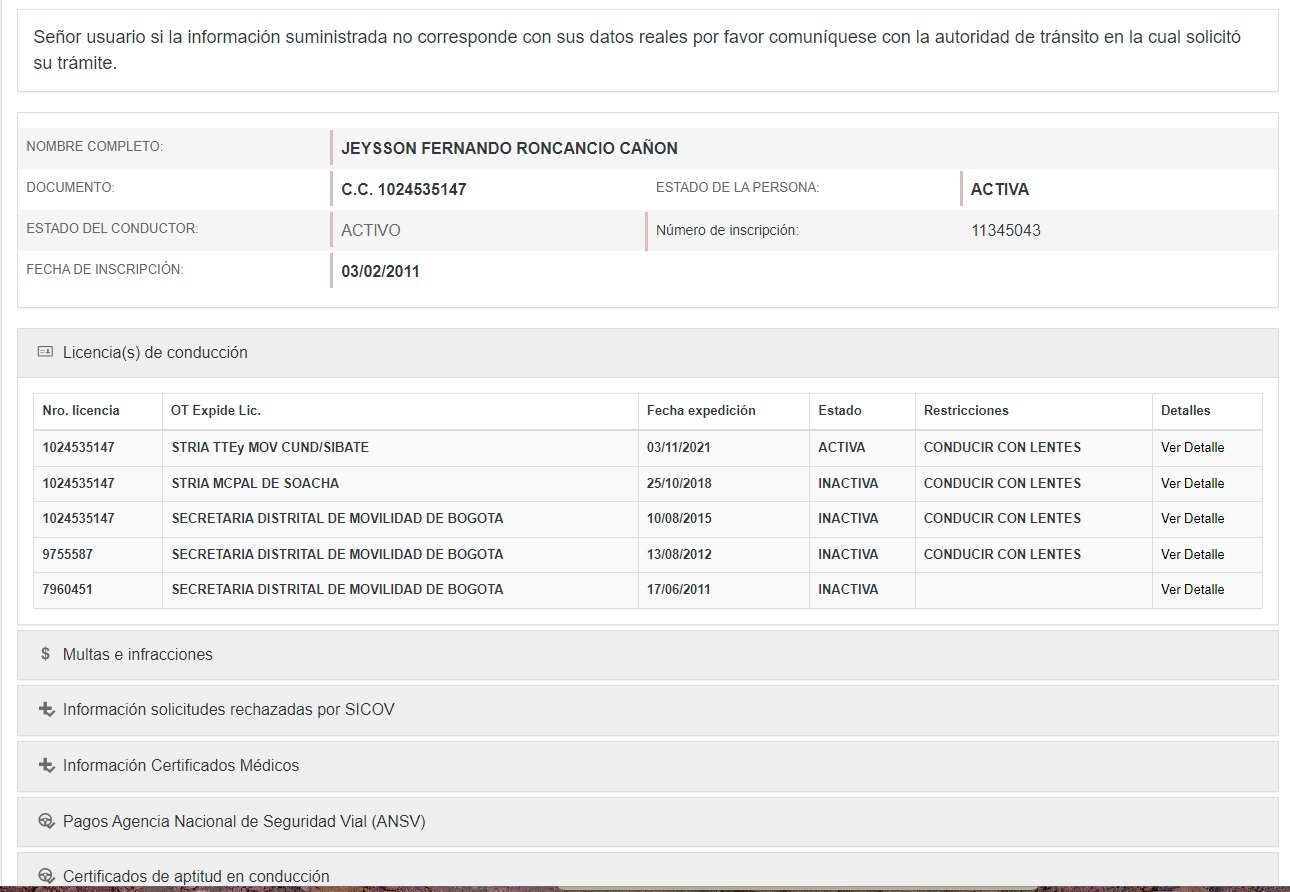 Señor usuario si la información suministrada no corresponde con sus datos reales por favor comuníquese con la autoridad de tránsito en la cual solicitó
su trámite.
NOMBRE COMPLETO: JEYSSON FERNANDO RONCANCIO CAÑON
DOCUMENTO: C.C. 1024535147 ESTADO DE LA PERSONA: ACTIVA
ESTADO DEL CONDUCTOR: ACTIVO Número de inscripción: 11345043
FECHA DE INSCRIPCIÓN: 03/02/2011
Licencia(s) de conducción
Nro. licencia OT Expide Lic. Fecha expedición Estado Restricciones Detalles
1024535147 STRIA TTEy MOV CUND/SIBATE 03/11/2021 ACTIVA CONDUCIR CON LENTES Ver Detalle
1024535147 STRIA MCPAL DE SOACHA 25/10/2018 INACTIVA CONDUCIR CON LENTES Ver Detalle
1024535147 SECRETARIA DISTRITAL DE MOVILIDAD DE BOGOTA 10/08/2015 INACTIVA CONDUCIR CON LENTES Ver Detalle
9755587 SECRETARIA DISTRITAL DE MOVILIDAD DE BOGOTA 13/08/2012 INACTIVA CONDUCIR CON LENTES Ver Detalle
7960451 SECRETARIA DISTRITAL DE MOVILIDAD DE BOGOTA 17/06/2011 INACTIVA Ver Detalle
$ Multas e infracciones
Información solicitudes rechazadas por SICOV
Información Certificados Médicos
Pagos Agencia Nacional de Seguridad Vial (ANSV)
Certificados de aptitud en conducción